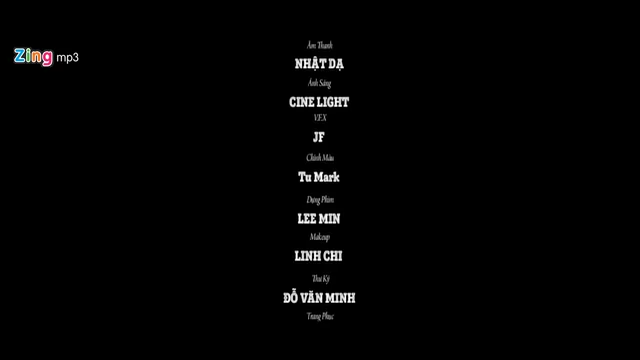 Zing mp3
Âm Thanh
NHẬT DẠ
Ánh Sáng
CINE LIGHT
V.F.X
JF
Chỉnh Màu
Tu Mark
Dựng Phim
LEE MIN
Makeup
LINH CHI
Thư Ký
ĐỖ VĂN MINH
Trang Phục